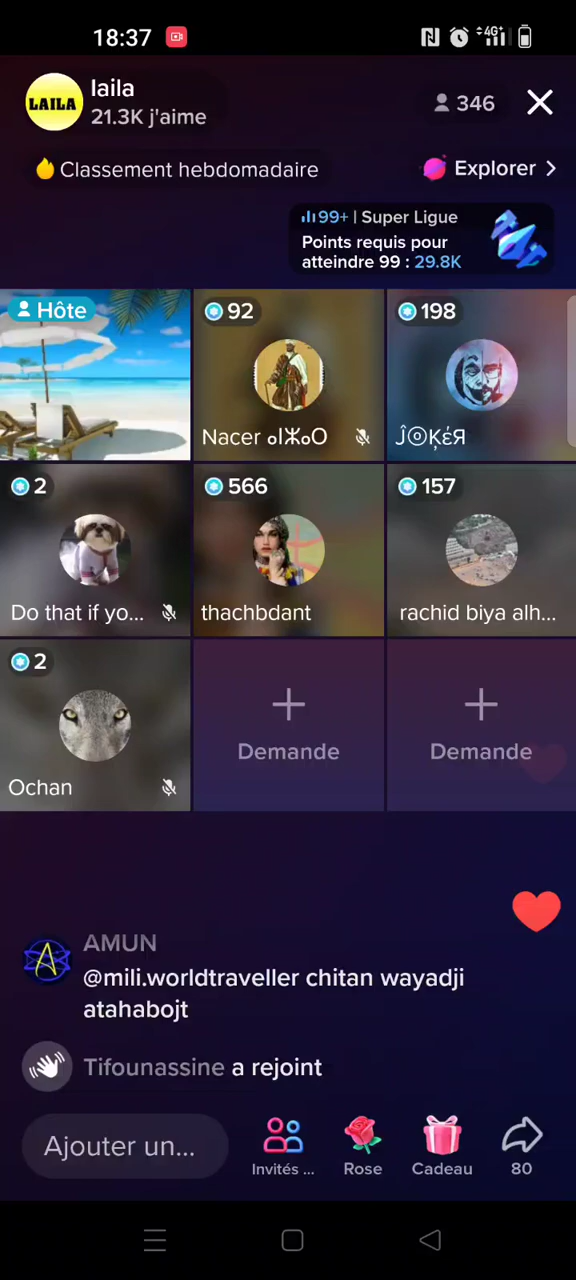 18:37
4G+
LAILA
laila
21.3K j'aime
346
Classement hebdomadaire
Explorer
99+ | Super Ligue
Points requis pour
atteindre 99 : 29.8K
Hôte
92
198
Nacer ⴰⵏⵣⴰⵔ
2
566
157
Do that if yo...
thachbdant
rachid biya alh...
2
Ochan
Demande
Demande
AMUN
@mili.worldtraveller chitan wayadji
atahabojt
Tifounassine a rejoint
Ajouter un...
Invités ...
Rose
Cadeau
80